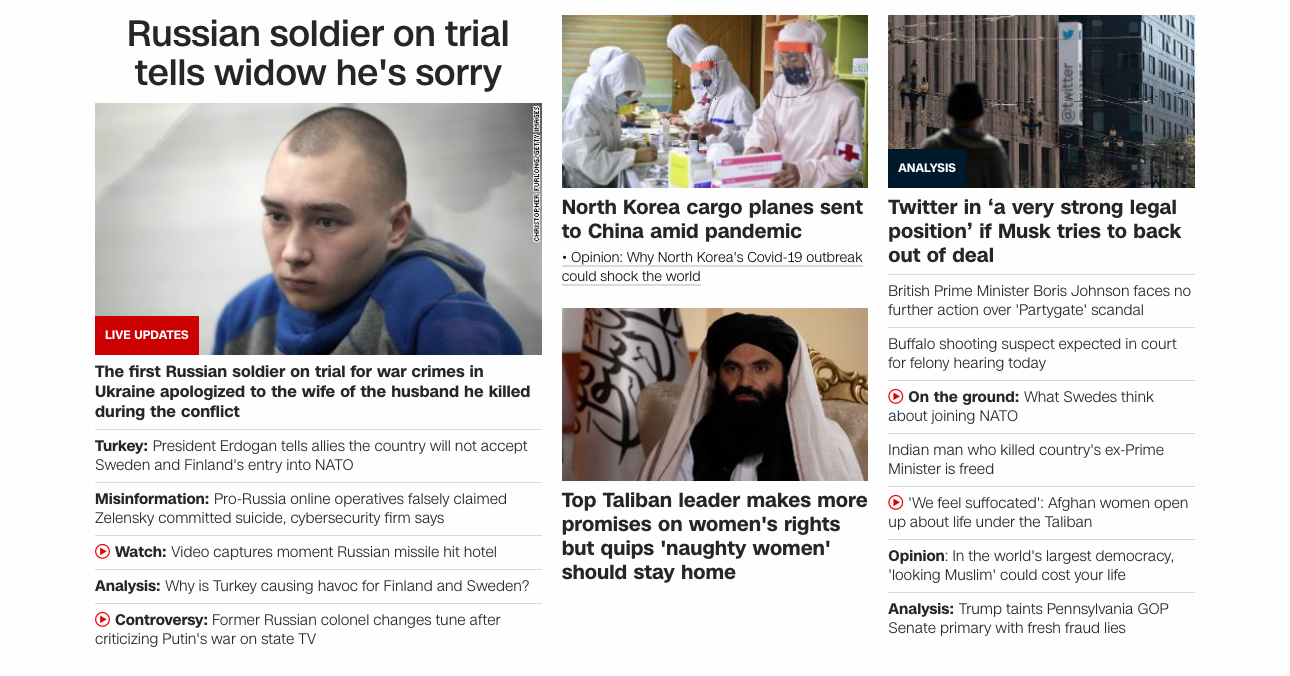 Russian soldier on trial
tells widow he's sorry
CHRISTOPHER FURLONG/GETTY IMAGES
LIVE UPDATES
The first Russian soldier on trial for war crimes in
Ukraine apologized to the wife of the husband he killed
during the conflict
Turkey: President Erdogan tells allies the country will not accept
Sweden and Finland's entry into NATO
Misinformation: Pro-Russia online operatives falsely claimed
Zelensky committed suicide, cybersecurity firm says
Watch: Video captures moment Russian missile hit hotel
Analysis: Why is Turkey causing havoc for Finland and Sweden?
Controversy: Former Russian colonel changes tune after
criticizing Putin's war on state TV
North Korea cargo planes sent
to China amid pandemic
• Opinion: Why North Korea's Covid-19 outbreak
could shock the world
Top Taliban leader makes more
promises on women's rights
but quips 'naughty women'
should stay home
@twitter
ANALYSIS
Twitter in ‘a very strong legal
position’ if Musk tries to back
out of deal
British Prime Minister Boris Johnson faces no
further action over 'Partygate' scandal
Buffalo shooting suspect expected in court
for felony hearing today
On the ground: What Swedes think
about joining NATO
Indian man who killed country's ex-Prime
Minister is freed
'We feel suffocated': Afghan women open
up about life under the Taliban
Opinion: In the world's largest democracy,
'looking Muslim' could cost your life
Analysis: Trump taints Pennsylvania GOP
Senate primary with fresh fraud lies